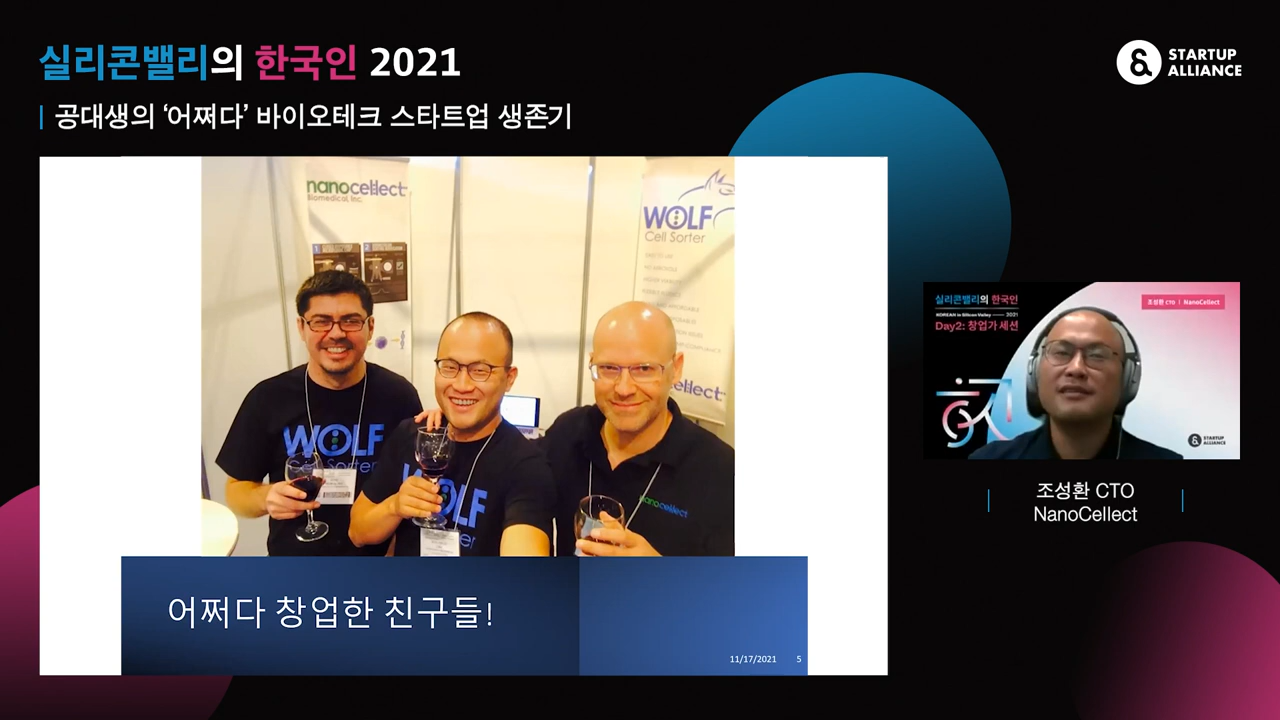 실리콘밸리의 한국인 2021
공대생의 ‘어쩌다’ 바이오테크 스타트업 생존기
STARTUP
ALLIANCE
nanocellect
Biomedical, Inc.
WOLF
Cell Sorter
WOLF
Cell Sorter
WOLF
nanocellect
어쩌다 창업한 친구들!
11/17/2021 5
실리콘밸리의 한국인
KOREAN in Silicon Valley 2021
Day2: 창업가 세션
조성환 CTO | NanoCellect
STARTUP
ALLIANCE
조성환 CTO
NanoCellect